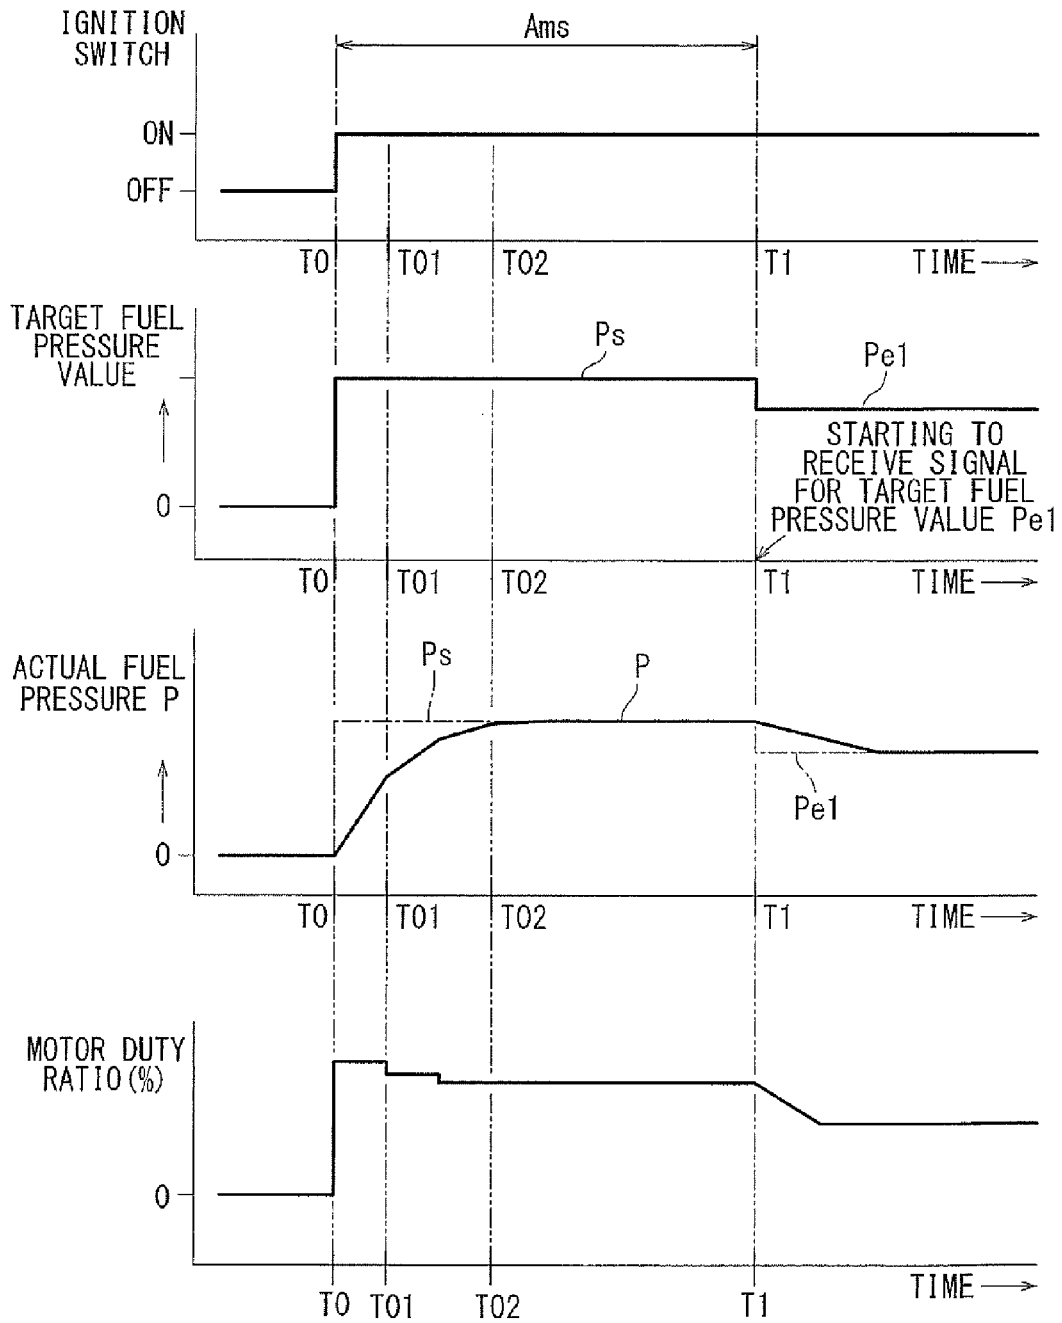 IGNITION
SWITCH
Ams
ON
OFF
T0
T01
T02
T1
TIME
TARGET FUEL
PRESSURE
VALUE
Ps
Pe1
0
STARTING TO
RECEIVE SIGNAL
FOR TARGET FUEL
PRESSURE VALUE Pe1
T0
T01
T02
T1
TIME
ACTUAL FUEL
PRESSURE P
Ps
P
Pe1
0
T0
T01
T02
T1
TIME
MOTOR DUTY
RATIO(%)
0
T0
T01
T02
T1
TIME